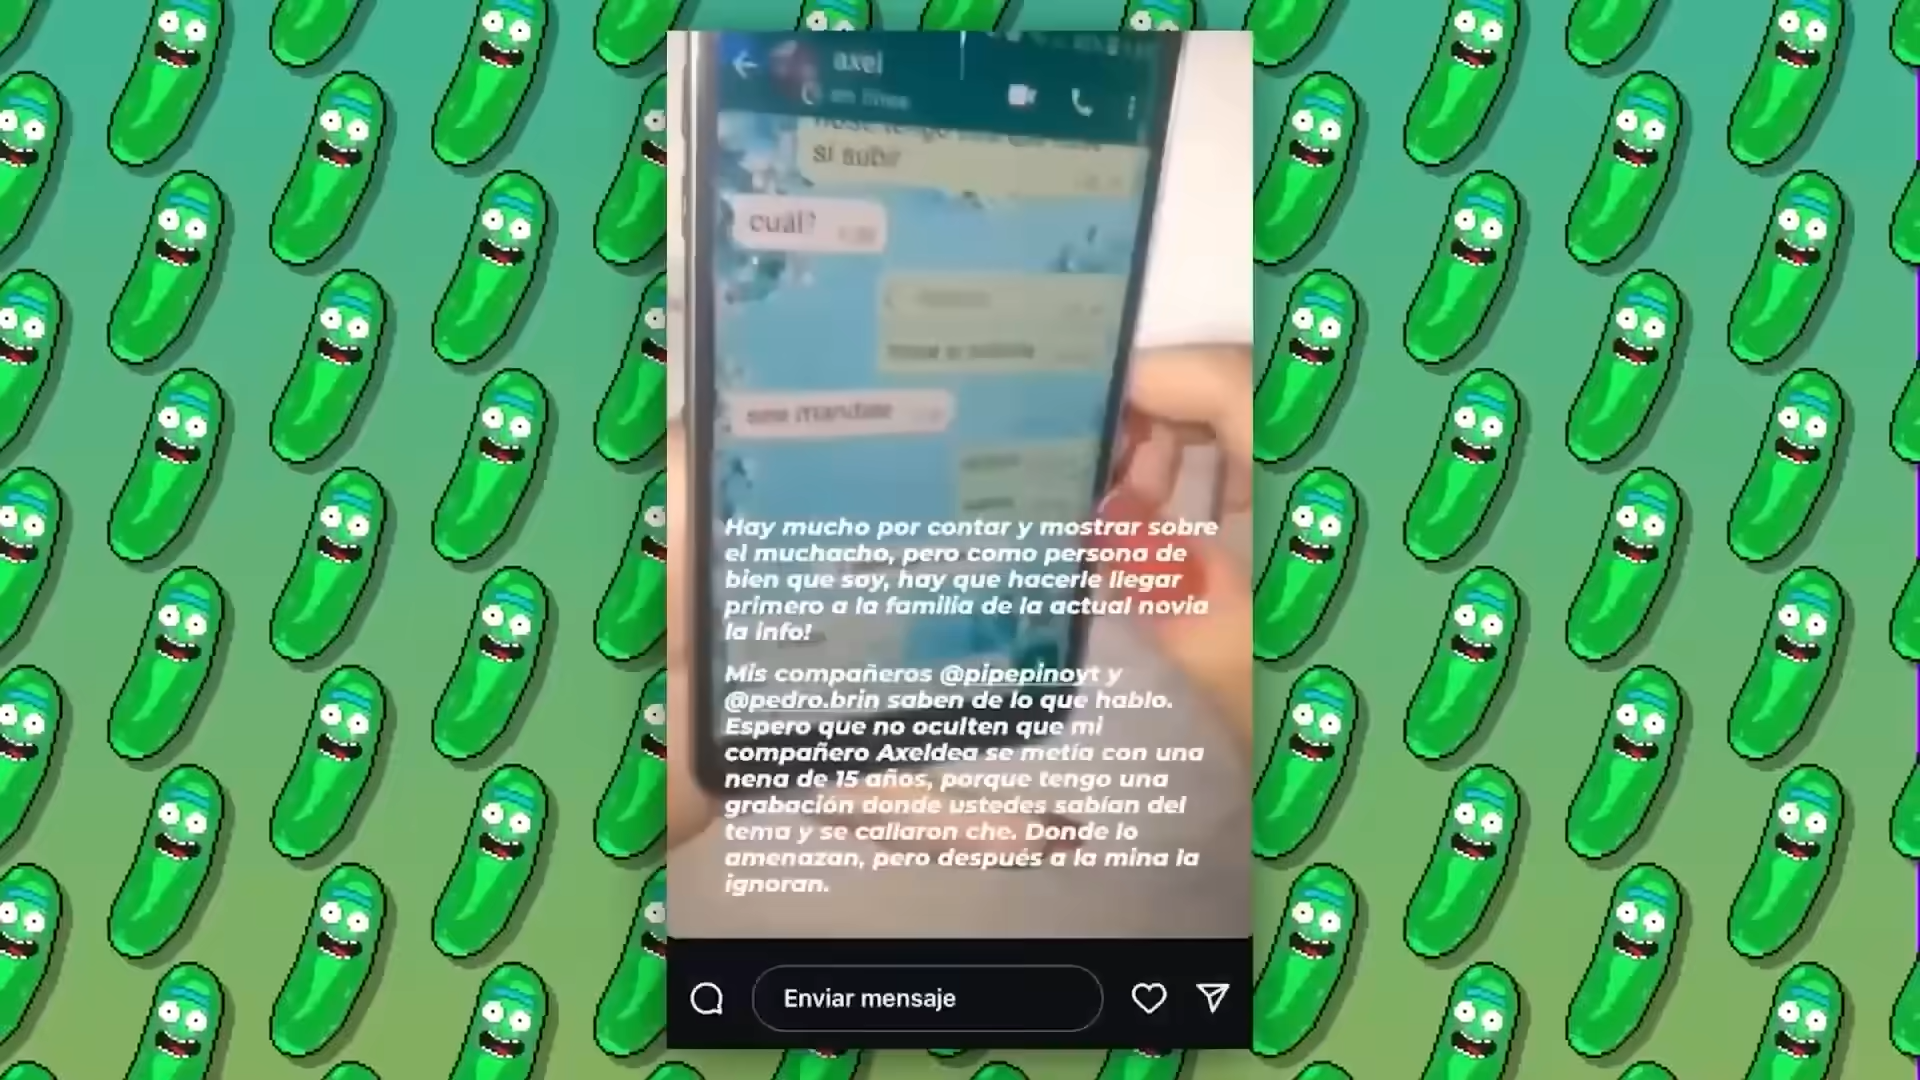 axel
en línea
si subir
cuál?
Hay mucho por contar y mostrar sobre
el muchacho, pero como persona de
bien que soy, hay que hacerle llegar
primero a la familia de la actual novia
la info!
Mis compañeros @pipepinoyt y
@pedro.brin saben de lo que hablo.
Espero que no oculten que mi
compañero Axeldea se metía con una
nena de 15 años, porque tengo una
grabación donde ustedes sabían del
tema y se callaron che. Donde lo
amenazan, pero después a la mina la
ignoran.
Enviar mensaje